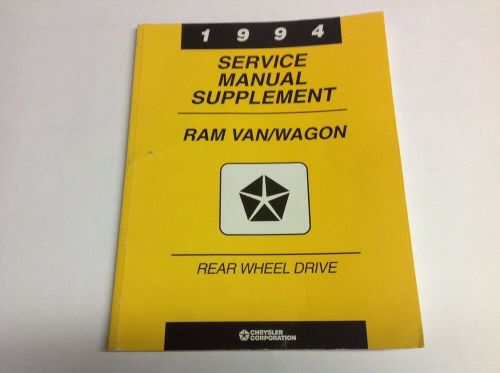 1994
SERVICE
MANUAL
SUPPLEMENT
RAM VAN/WAGON
REAR WHEEL DRIVE
CHRYSLER
CORPORATION